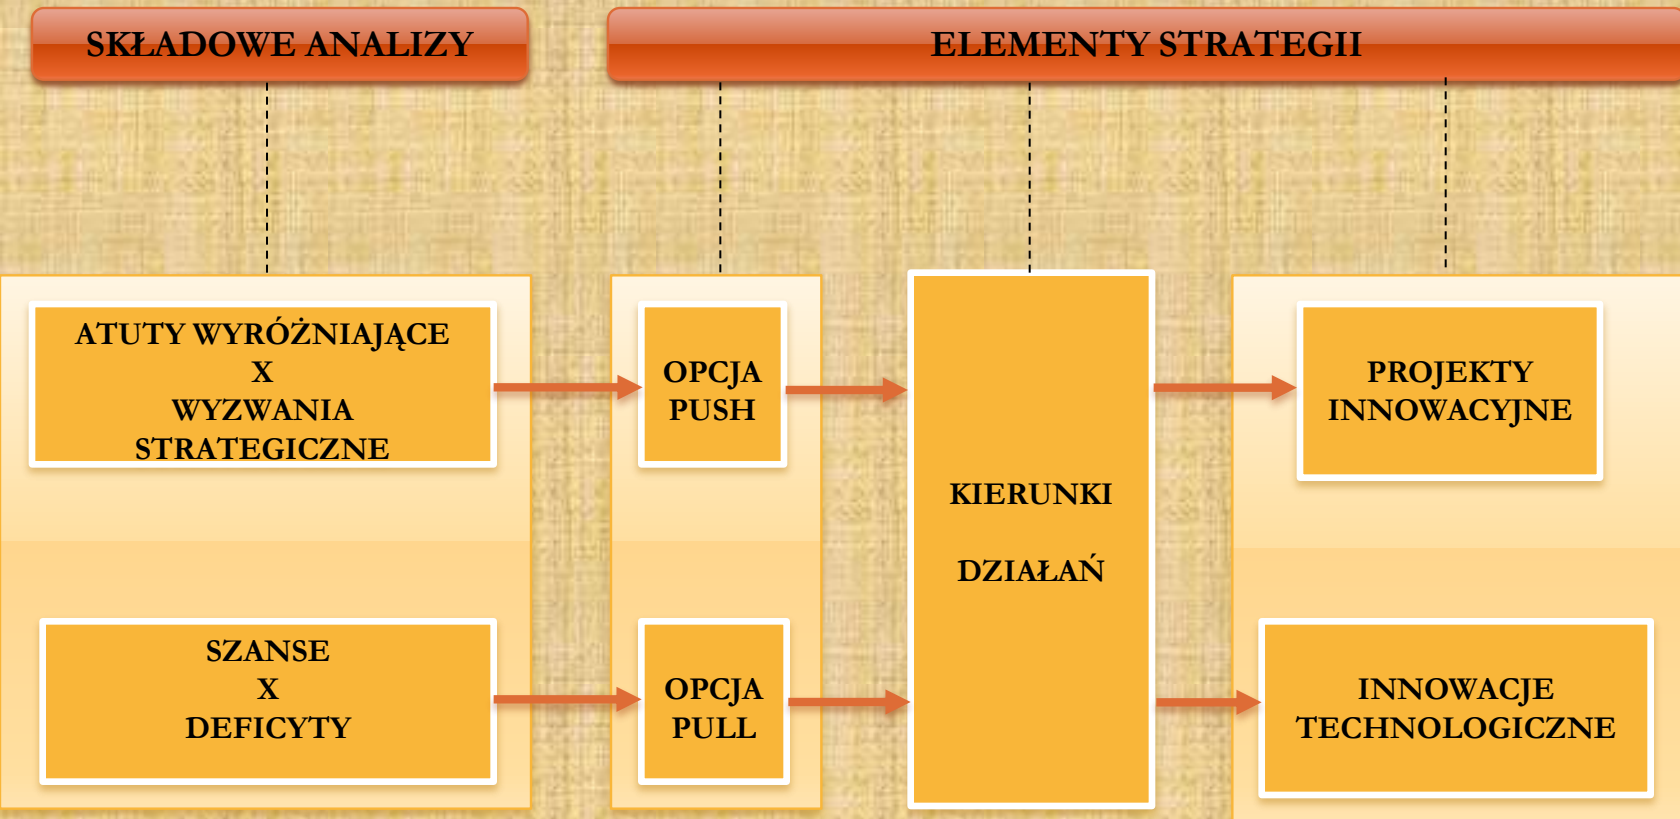 SKŁADOWE ANALIZY
ELEMENTY STRATEGII
ATUTY WYRÓŻNIAJĄCE
X
WYZWANIA
STRATEGICZNE
OPCJA
PUSH
KIERUNKI
DZIAŁAŃ
PROJEKTY
INNOWACYJNE
SZANSE
X
DEFICYTY
OPCJA
PULL
INNOWACJE
TECHNOLOGICZNE